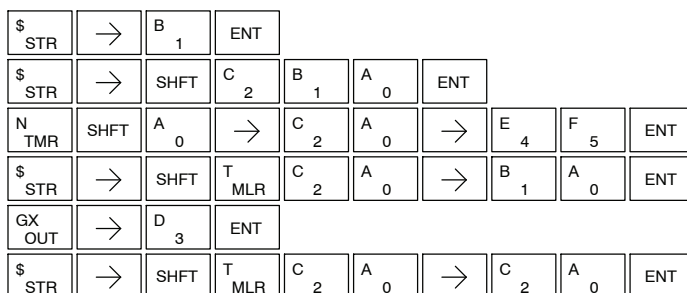 $ STR → B 1 ENT
$ STR → SHFT C 2 B 1 A 0 ENT
N TMR SHFT A 0 → C 2 A 0 → E 4 F 5 ENT
$ STR → SHFT T MLR C 2 A 0 → B 1 A 0 ENT
GX OUT → D 3 ENT
$ STR → SHFT T MLR C 2 A 0 → C 2 A 0 ENT